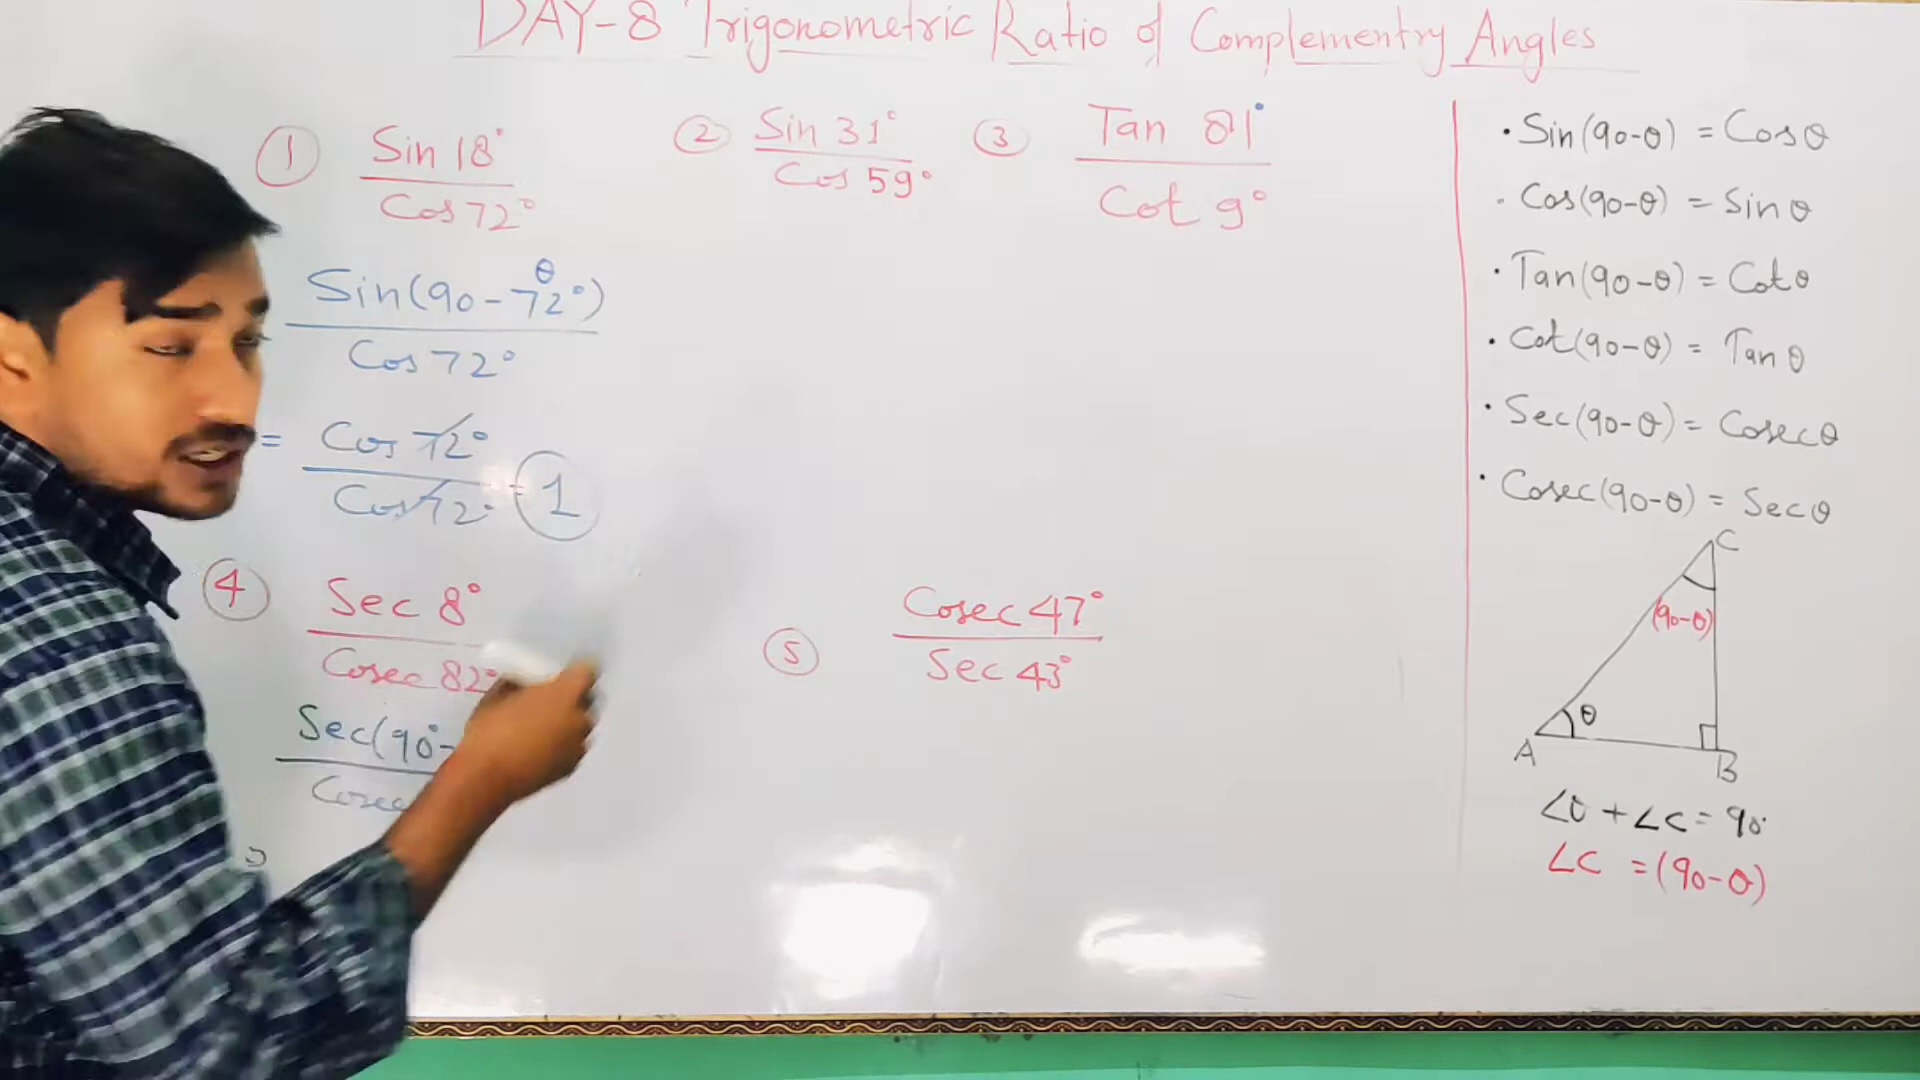 DAY-8 Trigonometric Ratio of Complementry Angles
① Sin 18°
Cos 72°
Sin(90-72°)
θ
Cos 72°
= Cos 72°
Cos 72° = 1
② Sin 31°
Cos 59°
③ Tan 81°
Cot 9°
④ Sec 8°
Cosec 82°
Sec(90°-
Cosec
⑤ Cosec 47°
Sec 43°
• Sin(90-θ) = Cosθ
• Cos(90-θ) = Sinθ
• Tan(90-θ) = Cotθ
• Cot(90-θ) = Tanθ
• Sec(90-θ) = Cosecθ
• Cosec(90-θ) = Secθ
C
(90-θ)
θ
A
B
∠θ + ∠C = 90°
∠C = (90-θ)